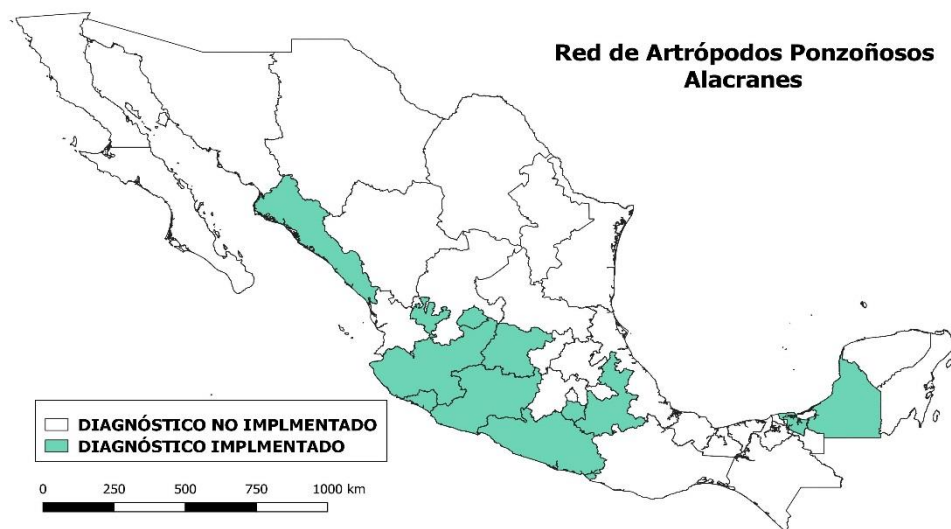 Red de Artrópodos Ponzoñosos
Alacranes
DIAGNÓSTICO NO IMPLMENTADO
DIAGNÓSTICO IMPLMENTADO
0 250 500 750 1000 km